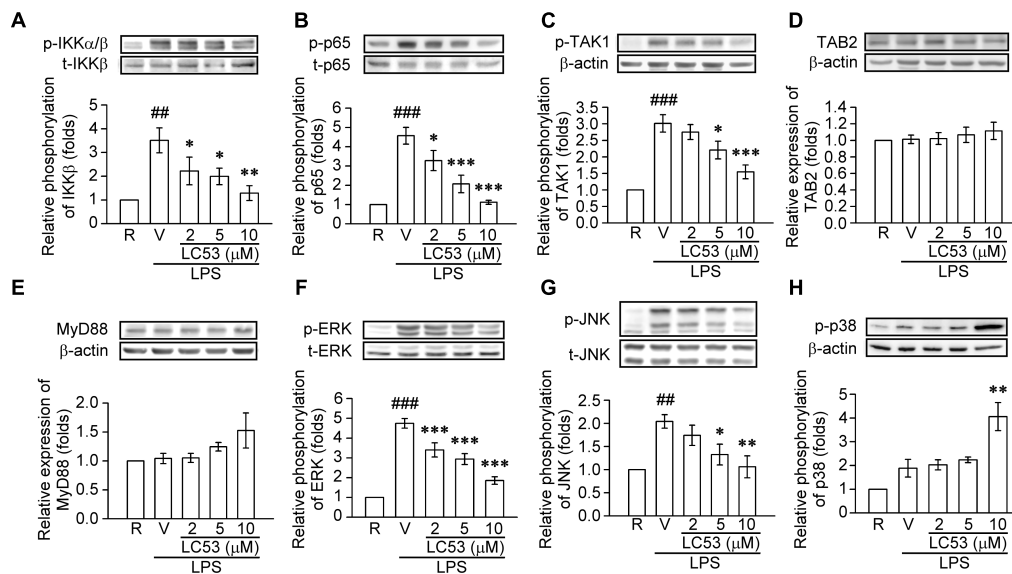 A
p-IKKα/β
t-IKKβ
Relative phosphorylation
of IKKβ (folds)
5
4
3
2
1
0
##
*
*
**
R V 2 5 10
LC53 (μM)
LPS
B
p-p65
t-p65
Relative phosphorylation
of p65 (folds)
6
5
4
3
2
1
0
###
*
***
***
R V 2 5 10
LC53 (μM)
LPS
C
p-TAK1
β-actin
Relative phosphorylation
of TAK1 (folds)
3.5
3.0
2.5
2.0
1.5
1.0
0.5
0.0
###
*
***
R V 2 5 10
LC53 (μM)
LPS
D
TAB2
β-actin
Relative expression of
TAB2 (folds)
1.4
1.2
1.0
0.8
0.6
0.4
0.2
0.0
R V 2 5 10
LC53 (μM)
LPS
E
MyD88
β-actin
Relative expression of
MyD88 (folds)
2.0
1.5
1.0
0.5
0.0
R V 2 5 10
LC53 (μM)
LPS
F
p-ERK
t-ERK
Relative phosphorylation
of ERK (folds)
6
5
4
3
2
1
0
###
***
***
***
R V 2 5 10
LC53 (μM)
LPS
G
p-JNK
t-JNK
Relative phosphorylation
of JNK (folds)
2.5
2.0
1.5
1.0
0.5
0.0
##
*
**
R V 2 5 10
LC53 (μM)
LPS
H
p-p38
β-actin
Relative phosphorylation
of p38 (folds)
5
4
3
2
1
0
**
R V 2 5 10
LC53 (μM)
LPS